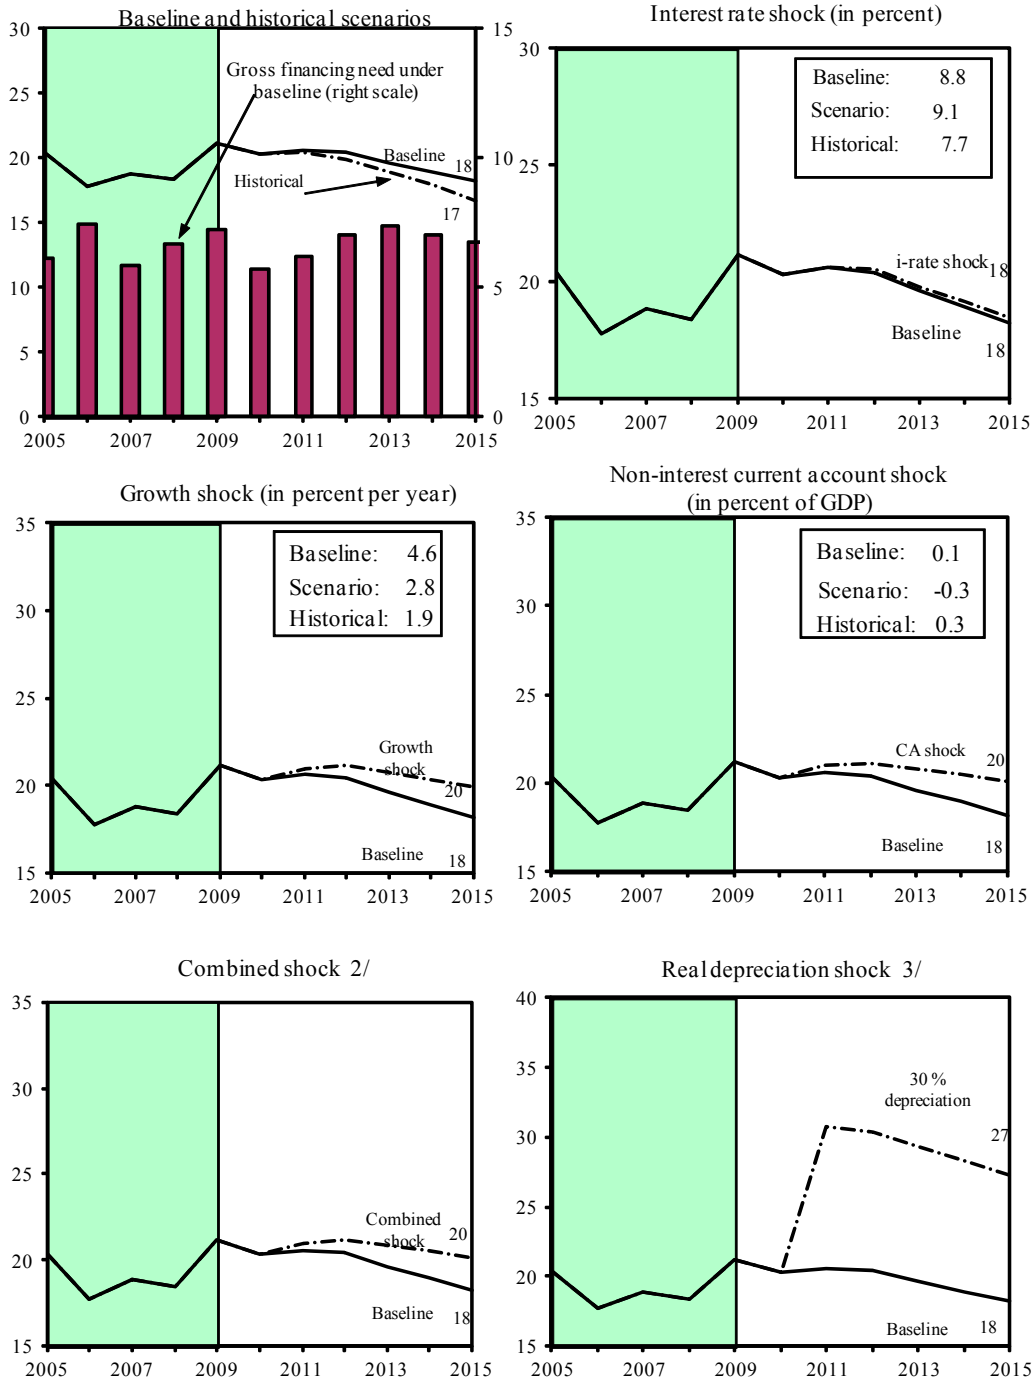 Baseline and historical scenarios
30
25
20
15
10
5
0
15
10
5
0
Gross financing need under
baseline (right scale)
Baseline
18
Historical
17
2005 2007 2009 2011 2013 2015
Interest rate shock (in percent)
30
25
20
15
Baseline: 8.8
Scenario: 9.1
Historical: 7.7
i-rate shock 18
Baseline
18
2005 2007 2009 2011 2013 2015
Growth shock (in percent per year)
35
30
25
20
15
Baseline: 4.6
Scenario: 2.8
Historical: 1.9
Growth
shock
20
Baseline 18
2005 2007 2009 2011 2013 2015
Non-interest current account shock
(in percent of GDP)
35
30
25
20
15
Baseline: 0.1
Scenario: -0.3
Historical: 0.3
CA shock 20
Baseline 18
2005 2007 2009 2011 2013 2015
Combined shock 2/
35
30
25
20
15
Combined
shock
20
Baseline 18
2005 2007 2009 2011 2013 2015
Real depreciation shock 3/
40
35
30
25
20
15
30 %
depreciation
27
Baseline 18
2005 2007 2009 2011 2013 2015